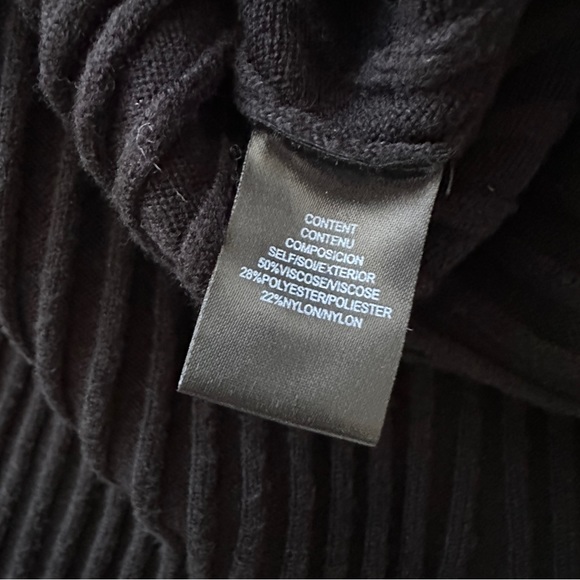 CONTENT
CONTENU
COMPOSICION
SELF/SOI/EXTERIOR
50%VISCOSE/VISCOSE
28%POLYESTER/POLIESTER
22%NYLON/NYLON